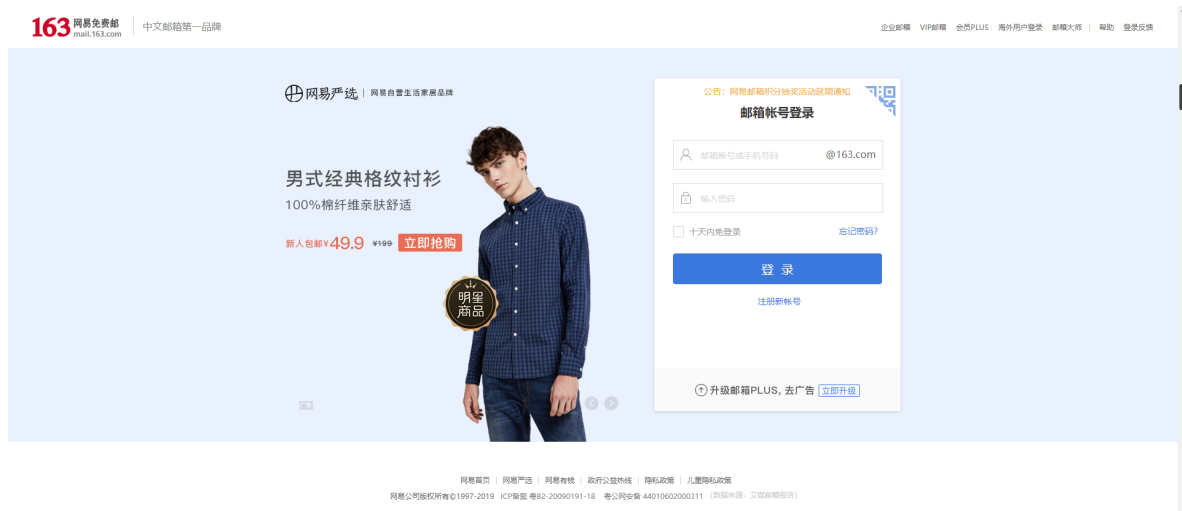 163 网易免费邮 中文邮箱第一品牌
mail.163.com
企业邮箱 VIP邮箱 会员PLUS 海外用户登录 邮箱大师 | 帮助 登录反馈
网易严选 | 网易自营生活家居品牌
男式经典格纹衬衫
100%棉纤维亲肤舒适
新人包邮¥49.9 ¥199 立即抢购
明星
商品
公告：网易邮箱积分抽奖活动延期通知
邮箱帐号登录
邮箱帐号或手机号码 @163.com
输入密码
十天内免登录 忘记密码?
登 录
注册新帐号
升级邮箱PLUS，去广告 立即升级
网易首页 | 网易严选 | 网易有钱 | 政府公益热线 | 隐私政策 | 儿童隐私政策
网易公司版权所有©1997-2019 ICP备案 粤B2-20090191-18 粤公网安备 44010602000311 （数据来源：艾媒邮箱报告）